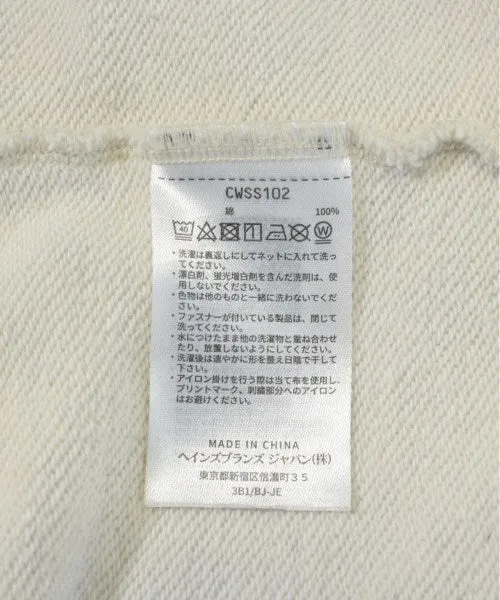 CWSS102
綿 100%
40
W
・洗濯は裏返しにしてネットに入れて洗っ
てください。
・漂白剤、蛍光増白剤を含んだ洗剤は、使
用しないでください。
・色物は他のものと一緒に洗わないでくだ
さい。
・ファスナーが付いている製品は、閉じて
洗ってください。
・水につけたまま他の洗濯物と重ね合わせ
たり、放置しないようにしてください。
・洗濯後は速やかに形を整え日陰で干して
下さい。
・アイロン掛けを行う際は当て布を使用し、
プリントマーク、刺繍部分へのアイロン
はお避けください。
MADE IN CHINA
ヘインズブランズ ジャパン(株)
東京都新宿区信濃町35
3B1/BJ-JE